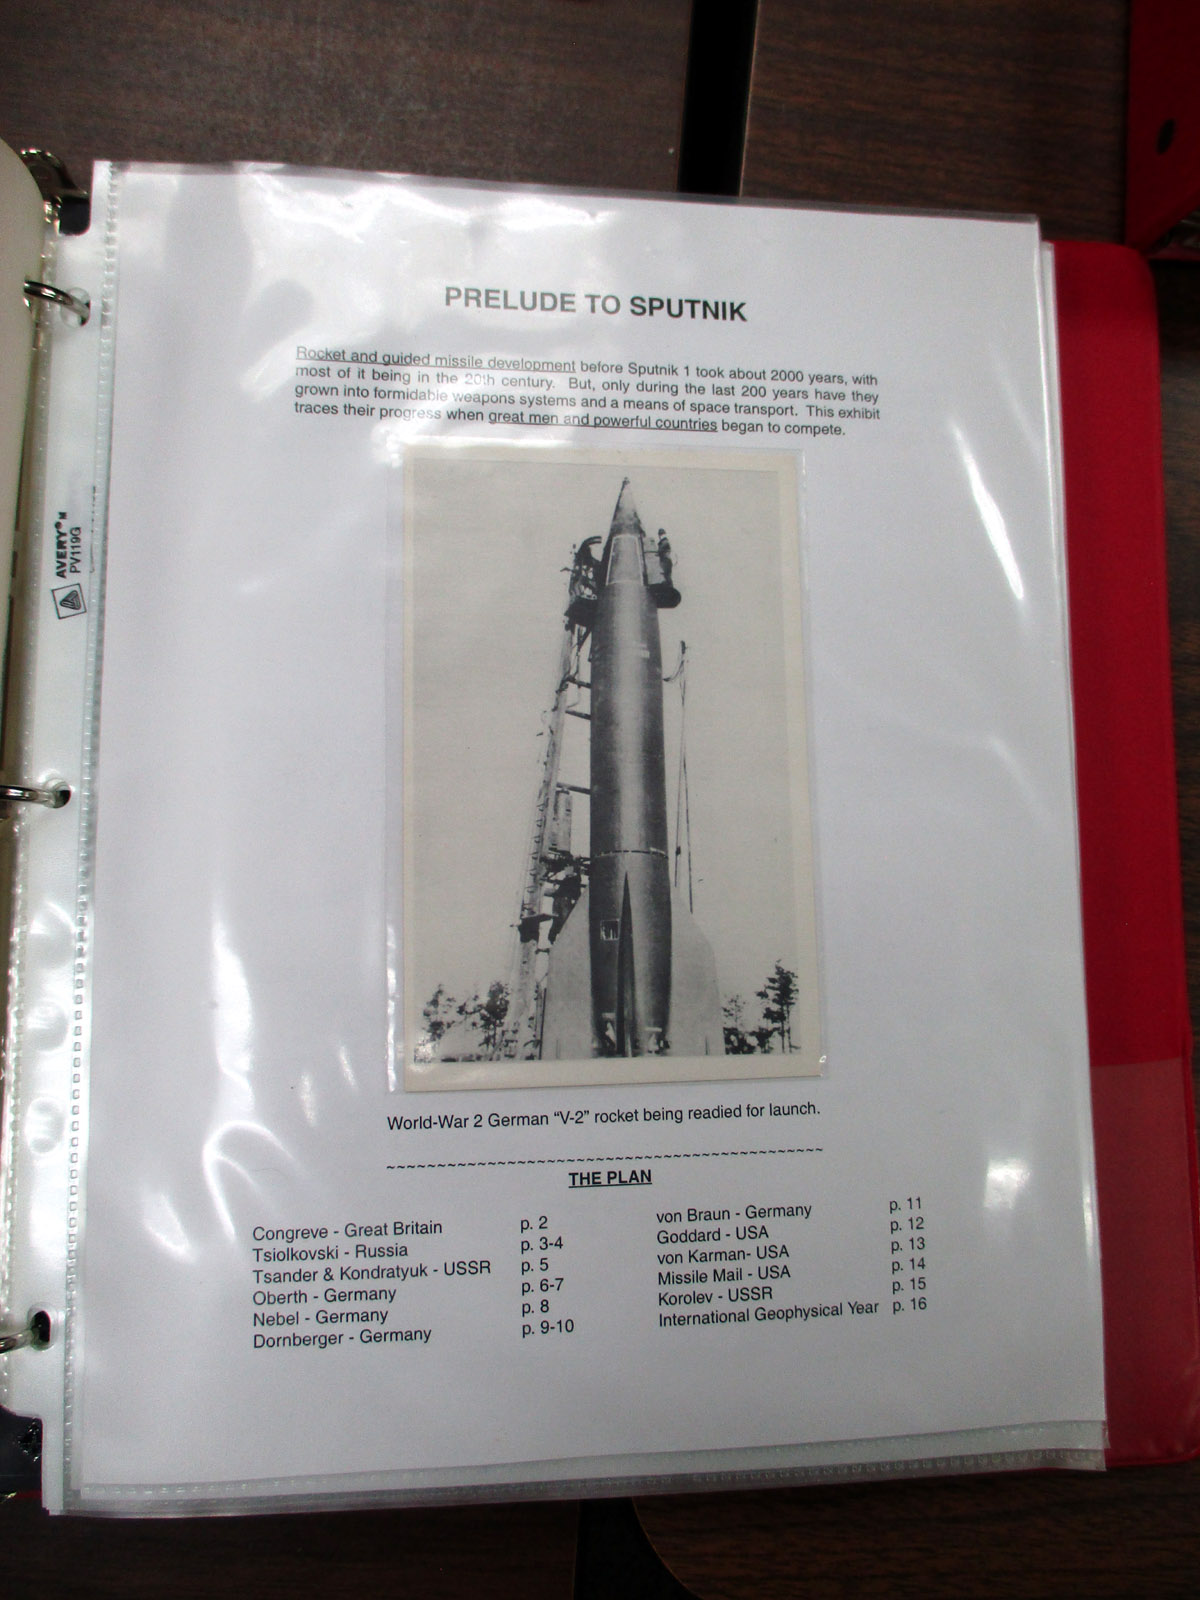 PRELUDE TO SPUTNIK
Rocket and guided missile development before Sputnik 1 took about 2000 years, with
most of it being in the 20th century. But, only during the last 200 years have they
grown into formidable weapons systems and a means of space transport. This exhibit
traces their progress when great men and powerful countries began to compete.
AVERY® M
PV119G
World-War 2 German “V-2” rocket being readied for launch.
~~~~~~~~~~~~~~~~~~~~~~~~~~~~~~~~~~~~~~~~~~~~
THE PLAN
Congreve - Great Britain p. 2
Tsiolkovski - Russia p. 3-4
Tsander & Kondratyuk - USSR p. 5
Oberth - Germany p. 6-7
Nebel - Germany p. 8
Dornberger - Germany p. 9-10
von Braun - Germany p. 11
Goddard - USA p. 12
von Karman- USA p. 13
Missile Mail - USA p. 14
Korolev - USSR p. 15
International Geophysical Year p. 16